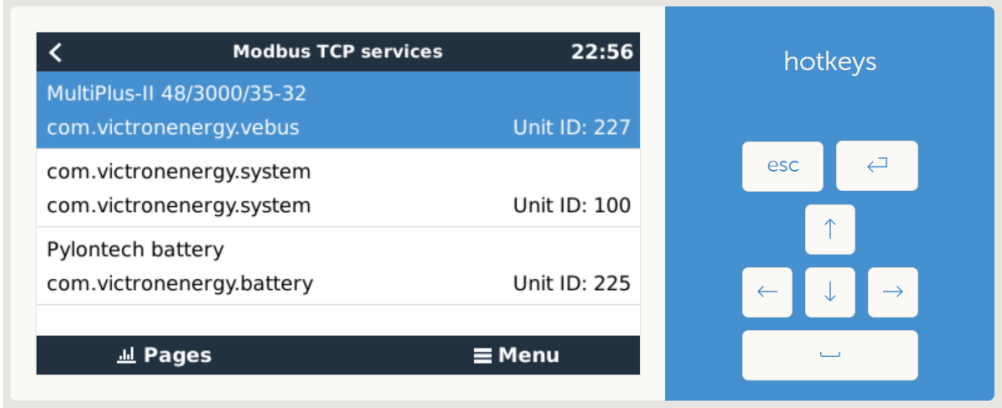 Modbus TCP services 22:56
MultiPlus-II 48/3000/35-32
com.victronenergy.vebus Unit ID: 227
com.victronenergy.system
com.victronenergy.system Unit ID: 100
Pylontech battery
com.victronenergy.battery Unit ID: 225
Pages Menu
hotkeys
esc